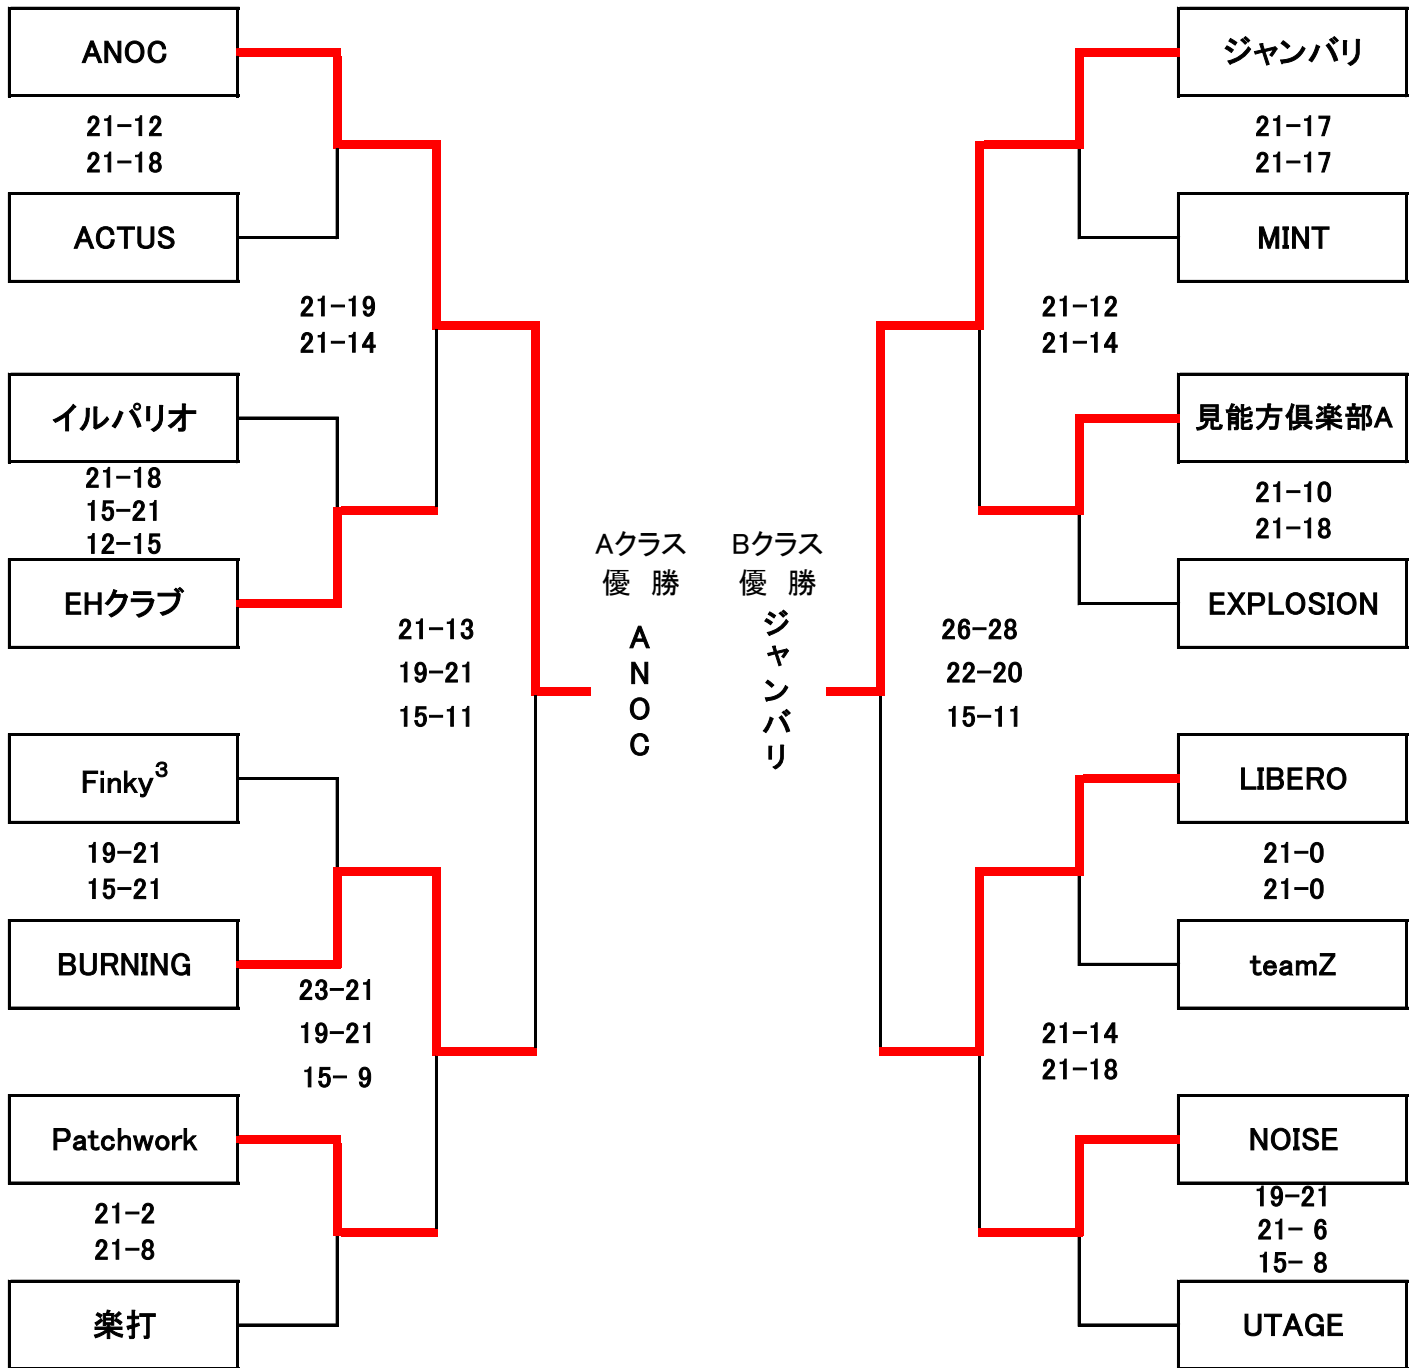 ANOC
21-12
21-18
ACTUS
21-19
21-14
イルパリオ
21-18
15-21
12-15
EHクラブ
21-13
19-21
15-11
Finky³
19-21
15-21
BURNING
23-21
19-21
15- 9
Patchwork
21-2
21-8
楽打
Aクラス
優 勝
ANOC
Bクラス
優 勝
ジャンバリ
ジャンバリ
21-17
21-17
MINT
21-12
21-14
見能方倶楽部A
21-10
21-18
EXPLOSION
26-28
22-20
15-11
LIBERO
21-0
21-0
teamZ
21-14
21-18
NOISE
19-21
21- 6
15- 8
UTAGE